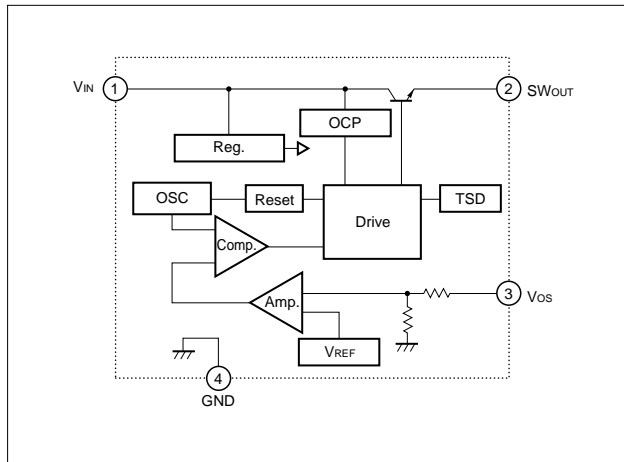 VIN 1
2 SWOUT
OCP
Reg.
OSC
Reset
Drive
TSD
Comp.
Amp.
3 VOS
VREF
4
GND